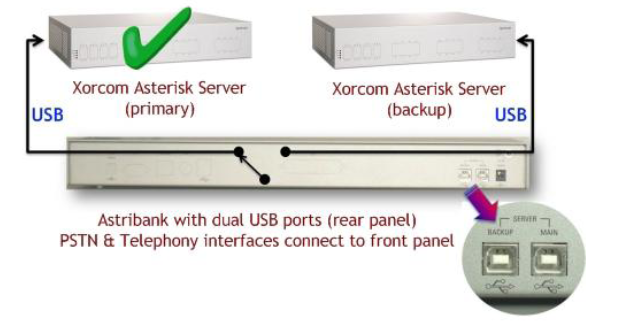 Xorcom Asterisk Server
(primary)
Xorcom Asterisk Server
(backup)
USB
USB
Astribank with dual USB ports (rear panel)
PSTN & Telephony interfaces connect to front panel
SERVER
BACKUP
MAIN